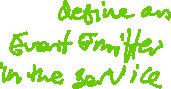 define an
Event Emitter
in the service